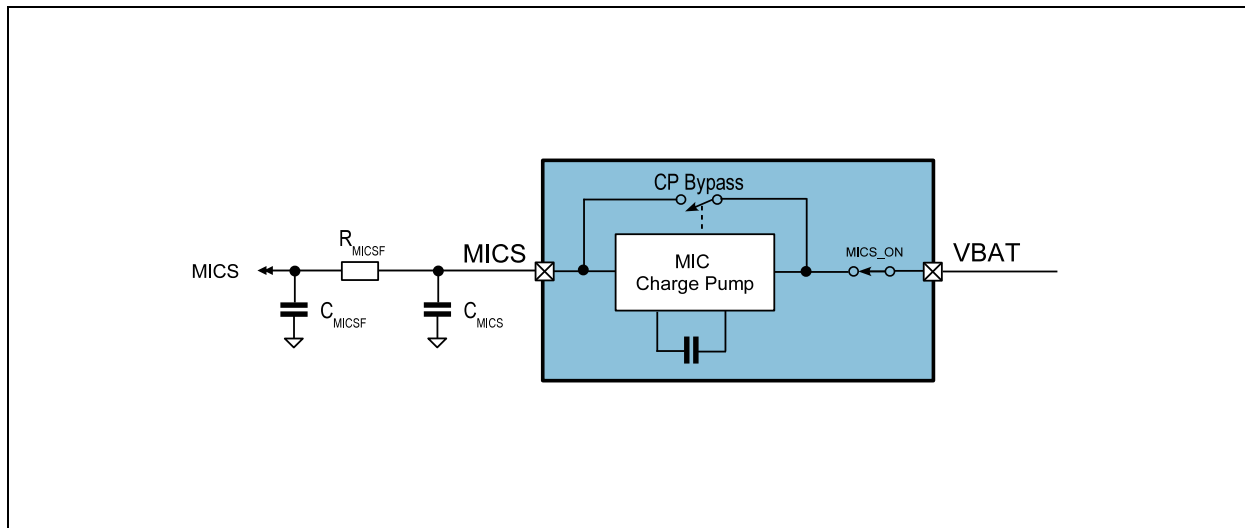 CP Bypass
R_MICSF
MICS
MICS
MIC
Charge Pump
MICS_ON
VBAT
C_MICSF
C_MICS